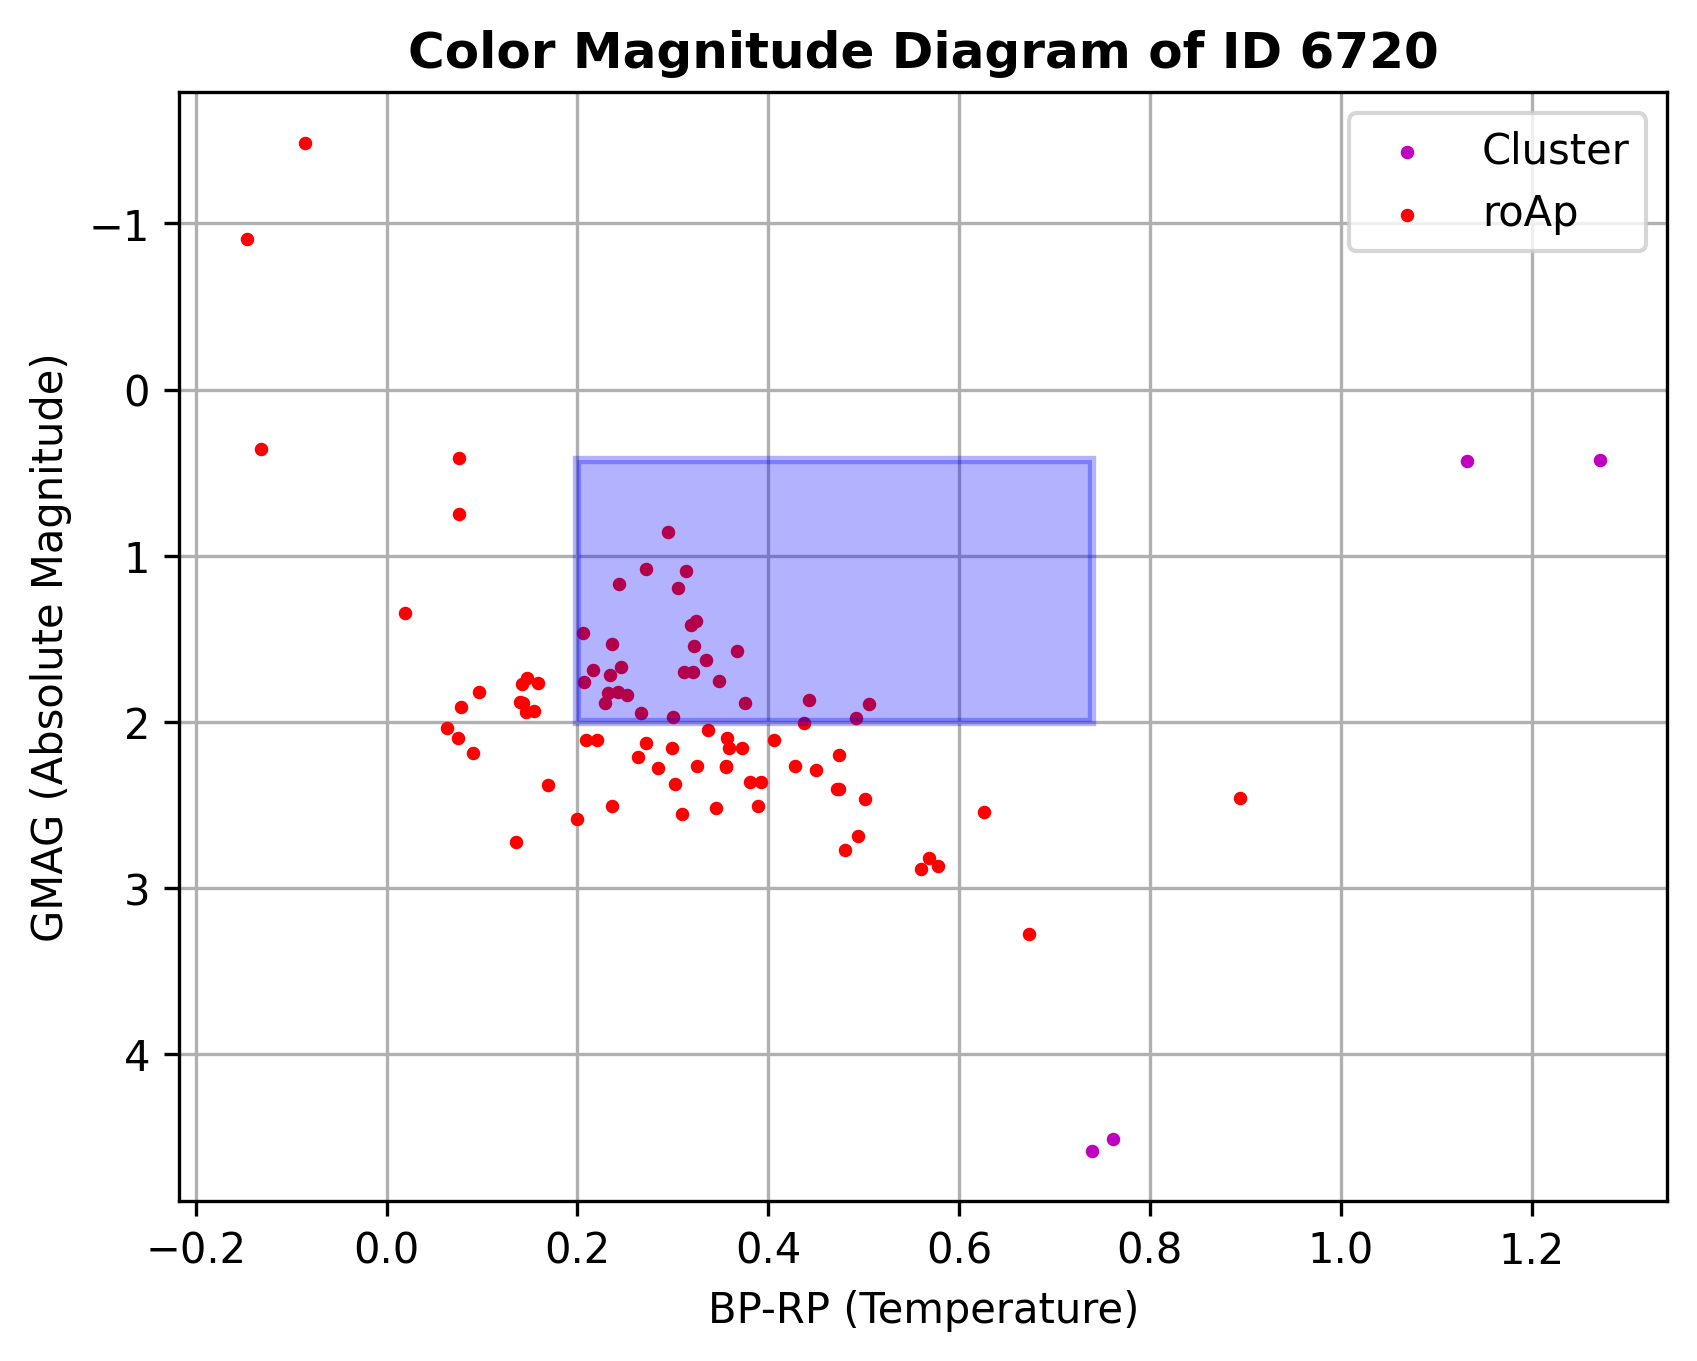 Color Magnitude Diagram of ID 6720
Cluster
roAp
GMAG (Absolute Magnitude)
−1
0
1
2
3
4
−0.2 0.0 0.2 0.4 0.6 0.8 1.0 1.2
BP-RP (Temperature)